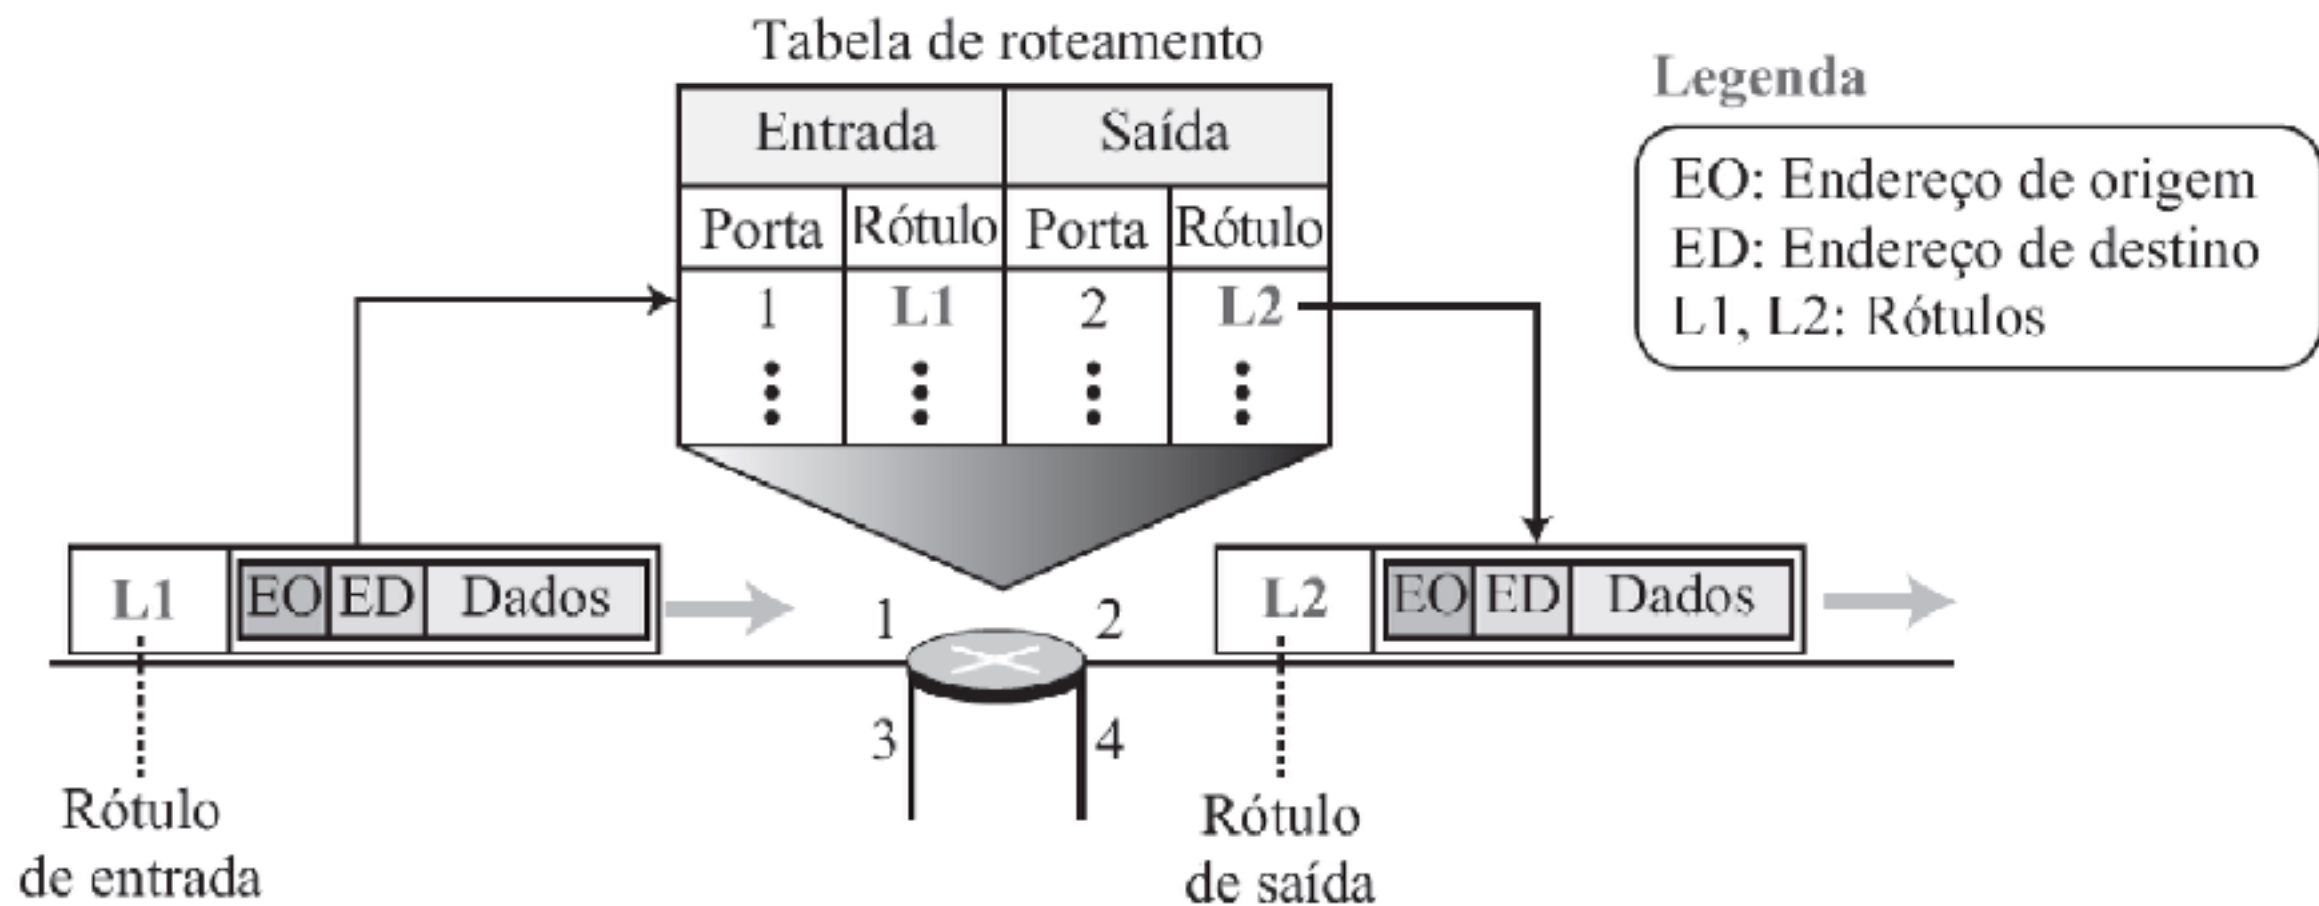 Tabela de roteamento
Entrada Saída
Porta Rótulo Porta Rótulo
1 L1 2 L2
Legenda
EO: Endereço de origem
ED: Endereço de destino
L1, L2: Rótulos
L1 EO ED Dados
1 2
3 4
L2 EO ED Dados
Rótulo
de entrada
Rótulo
de saída